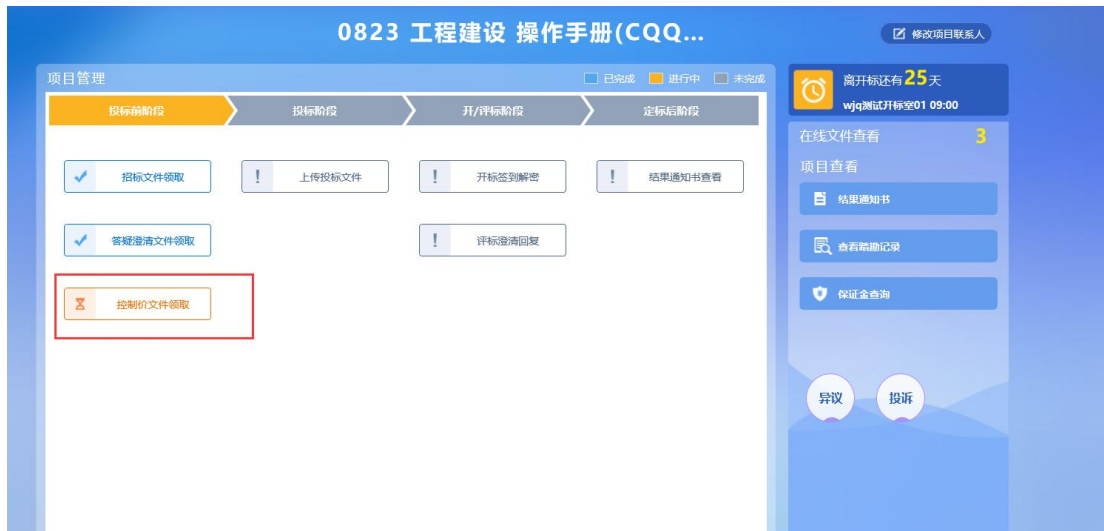 0823 工程建设 操作手册(CQQ...
修改项目联系人
项目管理
已完成 进行中 未完成
投标前阶段 投标阶段 开/评标阶段 定标后阶段
招标文件领取 ! 上传投标文件 ! 开标签到解密 ! 结果通知书查看
答疑澄清文件领取 ! 评标澄清回复
控制价文件领取
离开标还有25天
wjq测试开标室01 09:00
在线文件查看 3
项目查看
结果通知书
查看踏勘记录
保证金查询
异议 投诉